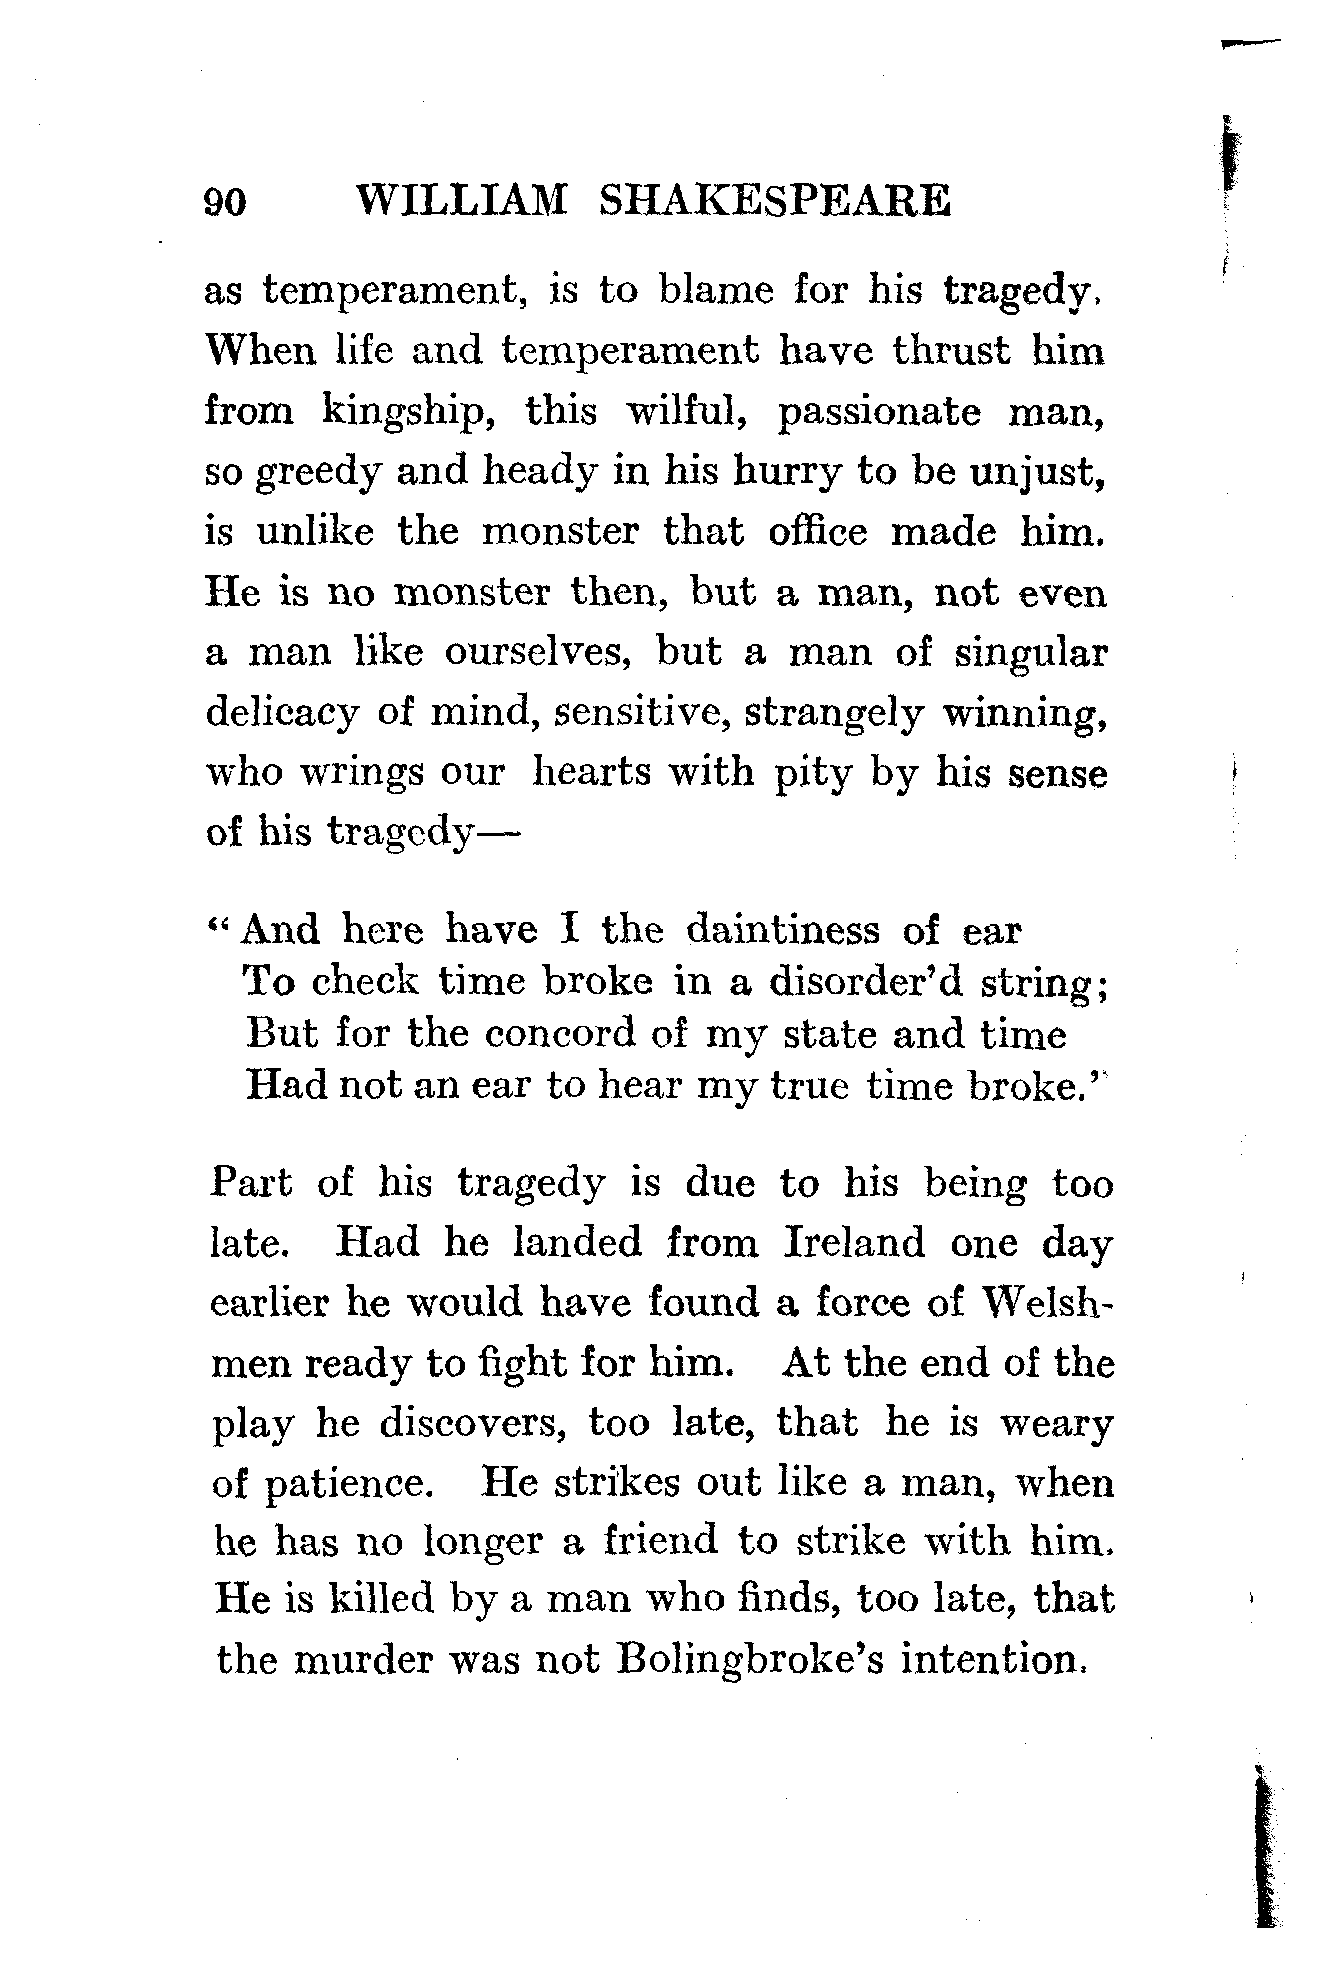 90 WILLIAM SHAKESPEARE
as temperament, is to blame for his tragedy.
When life and temperament have thrust him
from kingship, this wilful, passionate man,
so greedy and heady in his hurry to be unjust,
is unlike the monster that office made him.
He is no monster then, but a man, not even
a man like ourselves, but a man of singular
delicacy of mind, sensitive, strangely winning,
who wrings our hearts with pity by his sense
of his tragedy—
“And here have I the daintiness of ear
To check time broke in a disorder’d string;
But for the concord of my state and time
Had not an ear to hear my true time broke.”
Part of his tragedy is due to his being too
late. Had he landed from Ireland one day
earlier he would have found a force of Welsh-
men ready to fight for him. At the end of the
play he discovers, too late, that he is weary
of patience. He strikes out like a man, when
he has no longer a friend to strike with him.
He is killed by a man who finds, too late, that
the murder was not Bolingbroke’s intention.